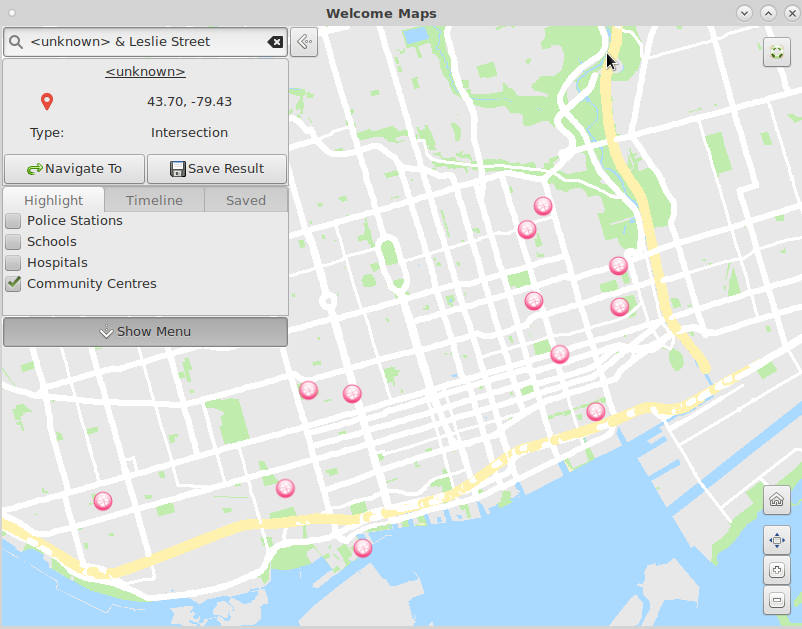 Welcome Maps
<unknown> & Leslie Street
<unknown>
43.70, -79.43
Type: Intersection
Navigate To Save Result
Highlight Timeline Saved
Police Stations
Schools
Hospitals
Community Centres
Show Menu